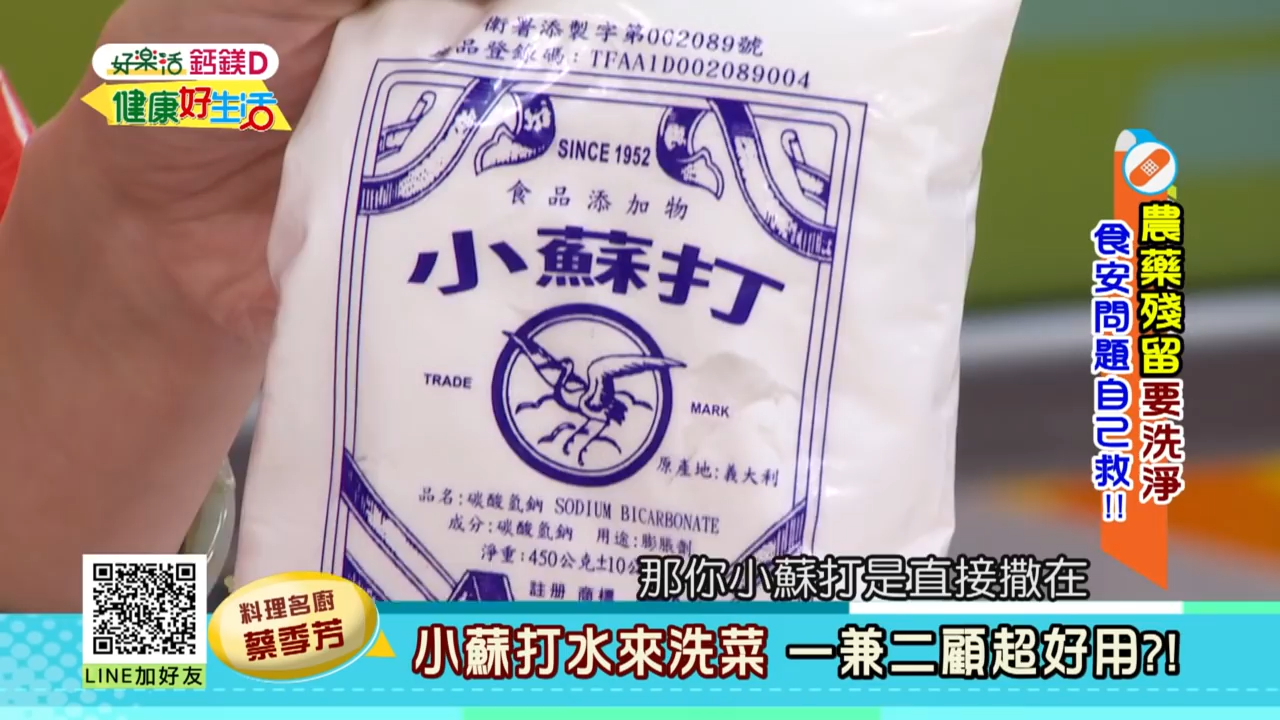 好樂活 鈣鎂D
健康好生活
衛署添製字第002089號
品登錄碼:TFAA1D002089004
SINCE 1952
食品添加物
小蘇打
TRADE
MARK
原產地:義大利
品名:碳酸氫鈉 SODIUM BICARBONATE
成分:碳酸氫鈉 用途:膨脹劑
淨重:450公克±10公
註册 商標
農藥殘留要洗淨
食安問題自己救!!
那你小蘇打是直接撒在
料理名廚
蔡季芳
小蘇打水來洗菜 一兼二顧超好用?!
LINE加好友